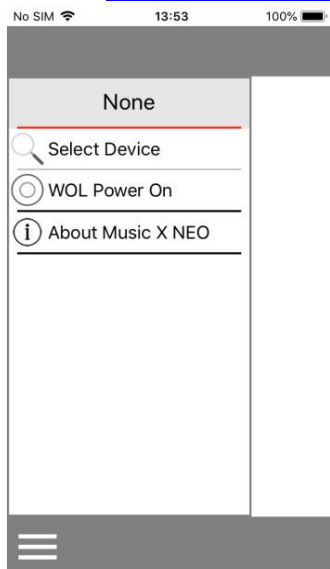 No SIM 13:53 100%
None
Select Device
WOL Power On
About Music X NEO